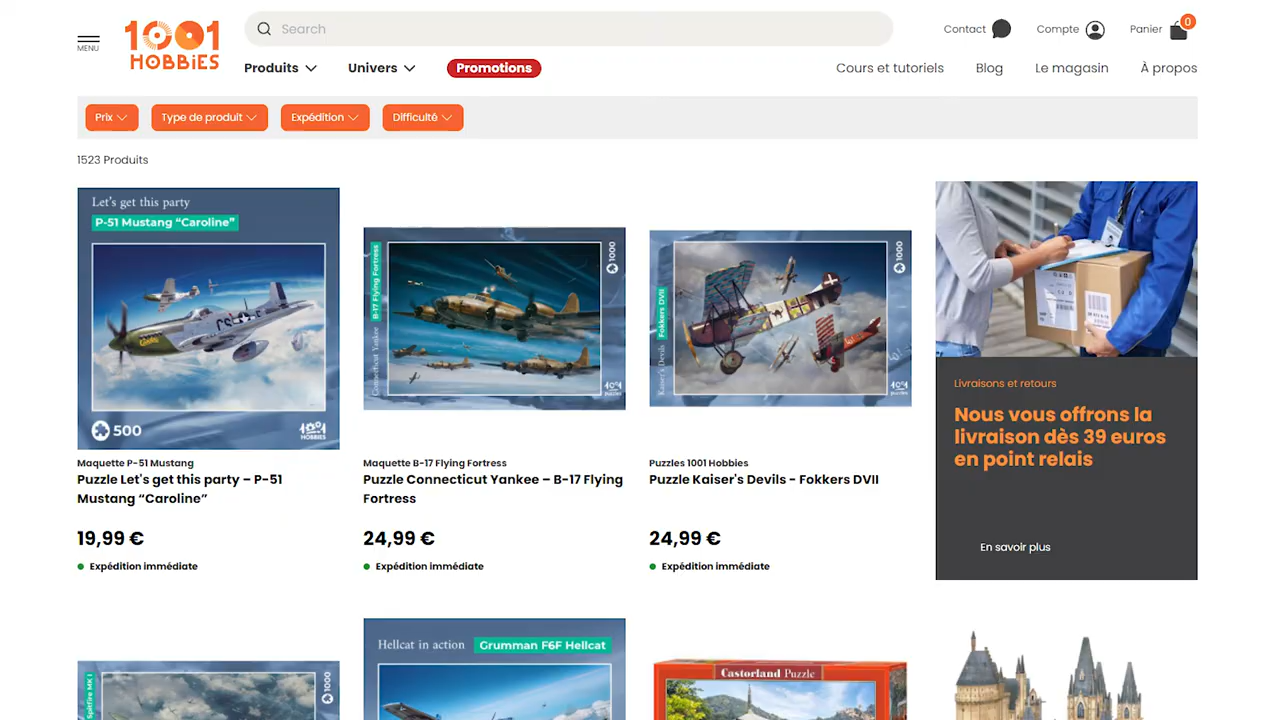 MENU
1001
HOBBIES
Search
Contact
Compte
Panier
0
Produits
Univers
Promotions
Cours et tutoriels
Blog
Le magasin
À propos
Prix
Type de produit
Expédition
Difficulté
1523 Produits
Let's get this party
P-51 Mustang “Caroline”
500
1001
HOBBIES
Maquette P-51 Mustang
Puzzle Let's get this party – P-51
Mustang “Caroline”
19,99 €
Expédition immédiate
B-17 Flying Fortress
Connecticut Yankee
1000
1001
Maquette B-17 Flying Fortress
Puzzle Connecticut Yankee – B-17 Flying
Fortress
24,99 €
Expédition immédiate
Fokkers DVII
Kaiser's Devils
1000
1001
Puzzles 1001 Hobbies
Puzzle Kaiser's Devils - Fokkers DVII
24,99 €
Expédition immédiate
Livraisons et retours
Nous vous offrons la
livraison dès 39 euros
en point relais
En savoir plus
Spitfire MK I
1000
Hellcat in action
Grumman F6F Hellcat
Castorland Puzzle